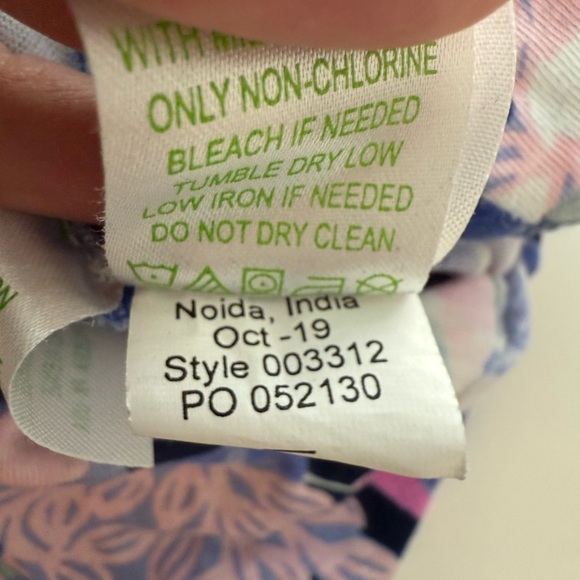 WITH
ONLY NON-CHLORINE
BLEACH IF NEEDED
TUMBLE DRY LOW
LOW IRON IF NEEDED
DO NOT DRY CLEAN.
Noida, India
Oct -19
Style 003312
PO 052130